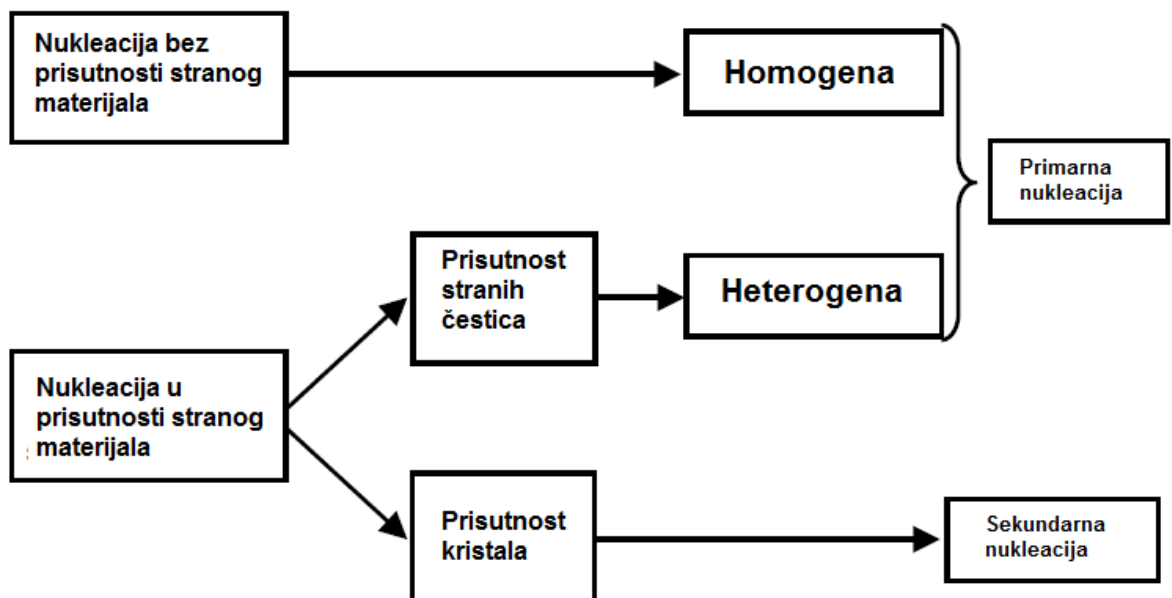 Nukleacija bez
prisutnosti stranog
materijala
Homogena
Primarna
nukleacija
Prisutnost
stranih
čestica
Heterogena
Nukleacija u
prisutnosti stranog
materijala
Prisutnost
kristala
Sekundarna
nukleacija